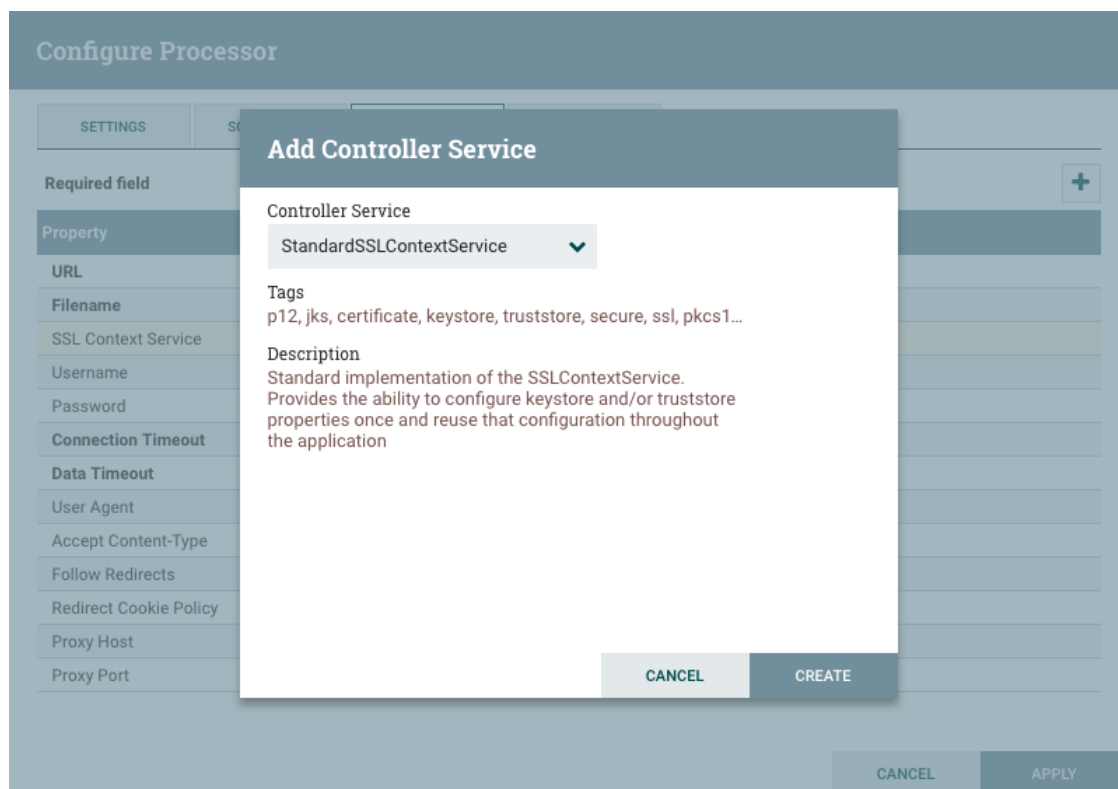 Configure Processor
SETTINGS
Add Controller Service
Required field
Controller Service
Property
StandardSSLContextService
URL
Tags
Filename
p12, jks, certificate, keystore, truststore, secure, ssl, pkcs1...
SSL Context Service
Description
Username
Standard implementation of the SSLContextService.
Provides the ability to configure keystore and/or truststore
Password
properties once and reuse that configuration throughout
Connection Timeout
the application
Data Timeout
User Agent
Accept Content-Type
Follow Redirects
Redirect Cookie Policy
Proxy Host
Proxy Port
CANCEL CREATE
CANCEL APPLY